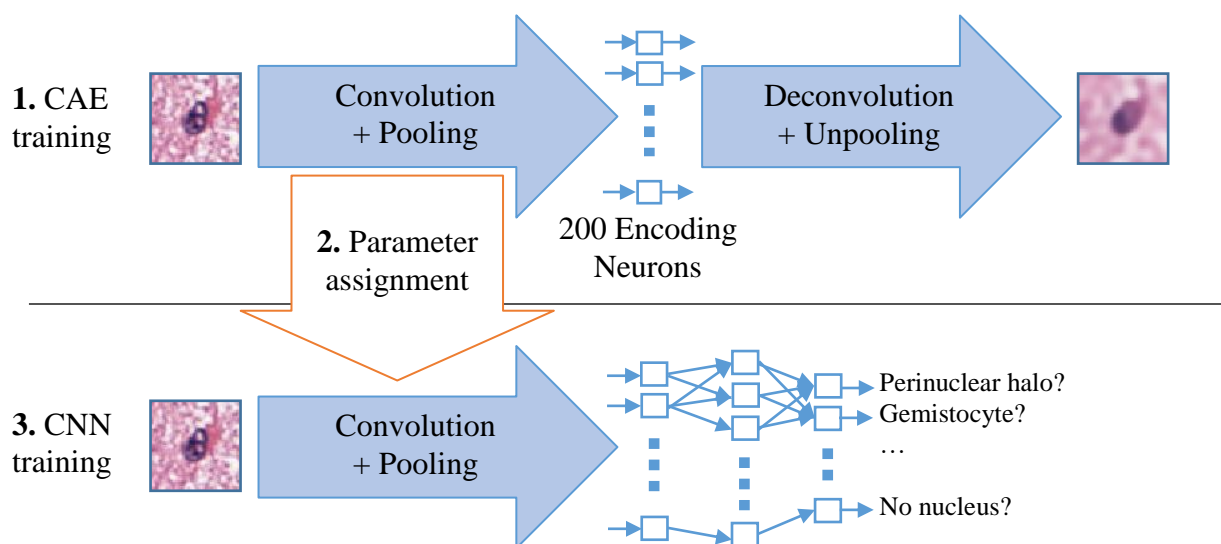 1. CAE
training
Convolution
+ Pooling
Deconvolution
+ Unpooling
200 Encoding
Neurons
2. Parameter
assignment
3. CNN
training
Convolution
+ Pooling
Perinuclear halo?
Gemistocyte?
…
No nucleus?